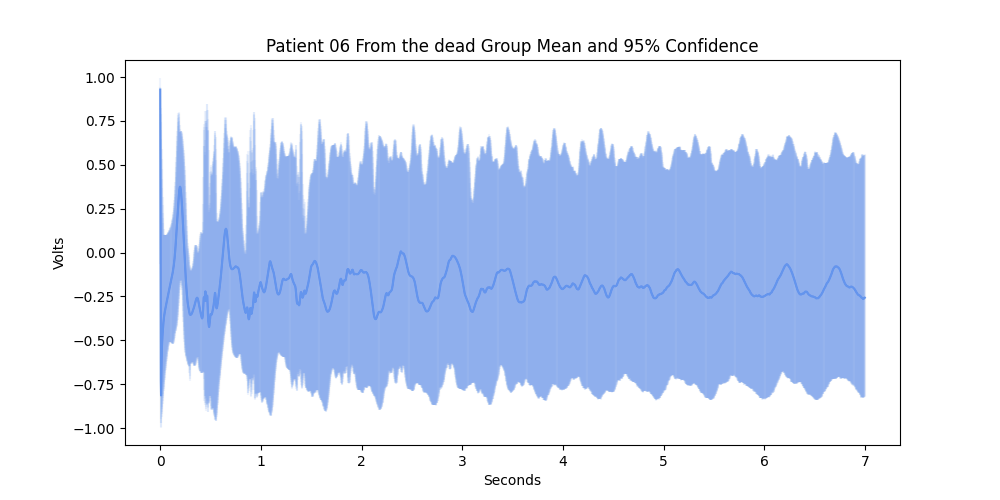 Patient 06 From the dead Group Mean and 95% Confidence
Volts
1.00
0.75
0.50
0.25
0.00
−0.25
−0.50
−0.75
−1.00
0 1 2 3 4 5 6 7
Seconds